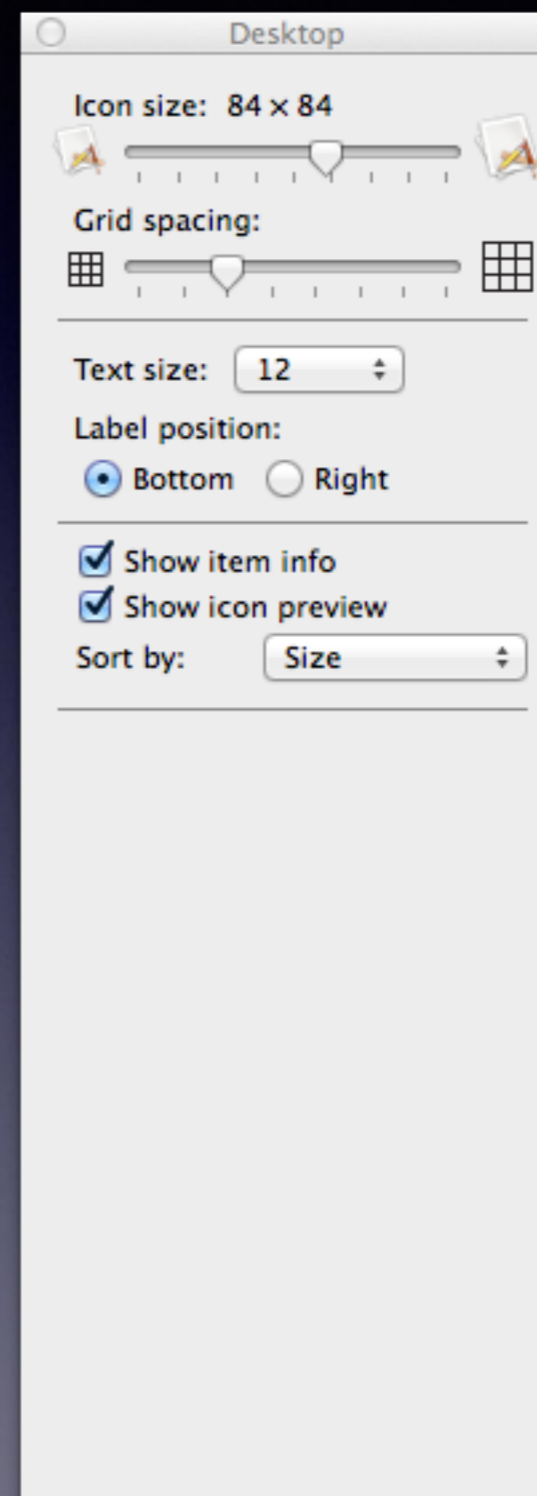 Desktop
Icon size: 84 × 84
Grid spacing:
Text size: 12
Label position:
Bottom Right
Show item info
Show icon preview
Sort by: Size